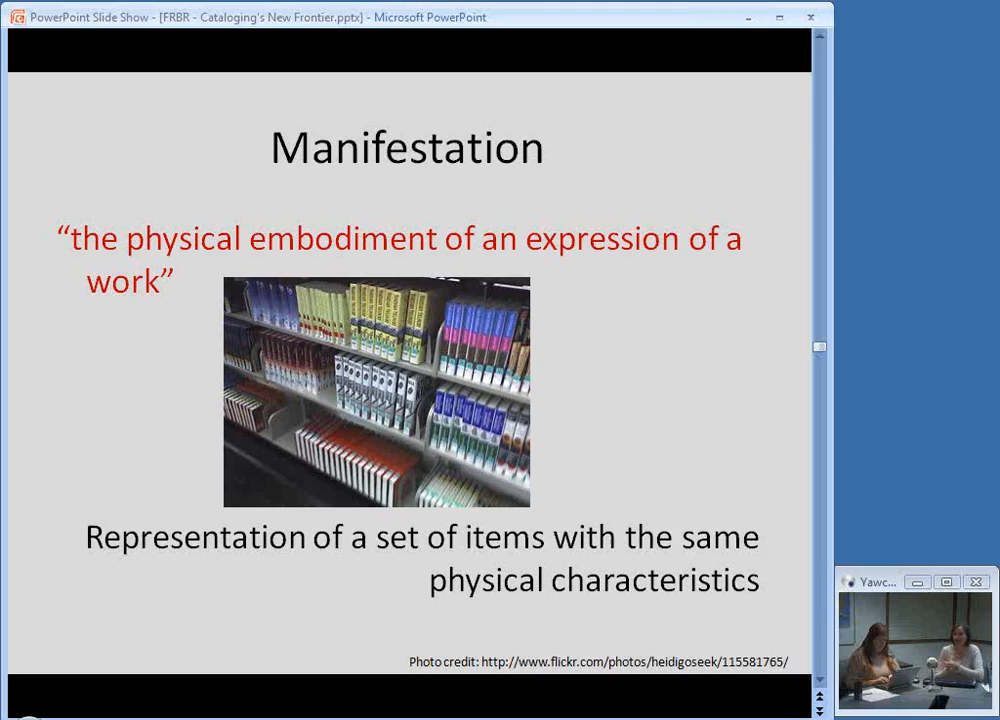 PowerPoint Slide Show - [FRBR - Cataloging's New Frontier.pptx] - Microsoft PowerPoint
Manifestation
“the physical embodiment of an expression of a
work”
Representation of a set of items with the same
physical characteristics
Photo credit: http://www.flickr.com/photos/heidigoseek/115581765/
Yawc...